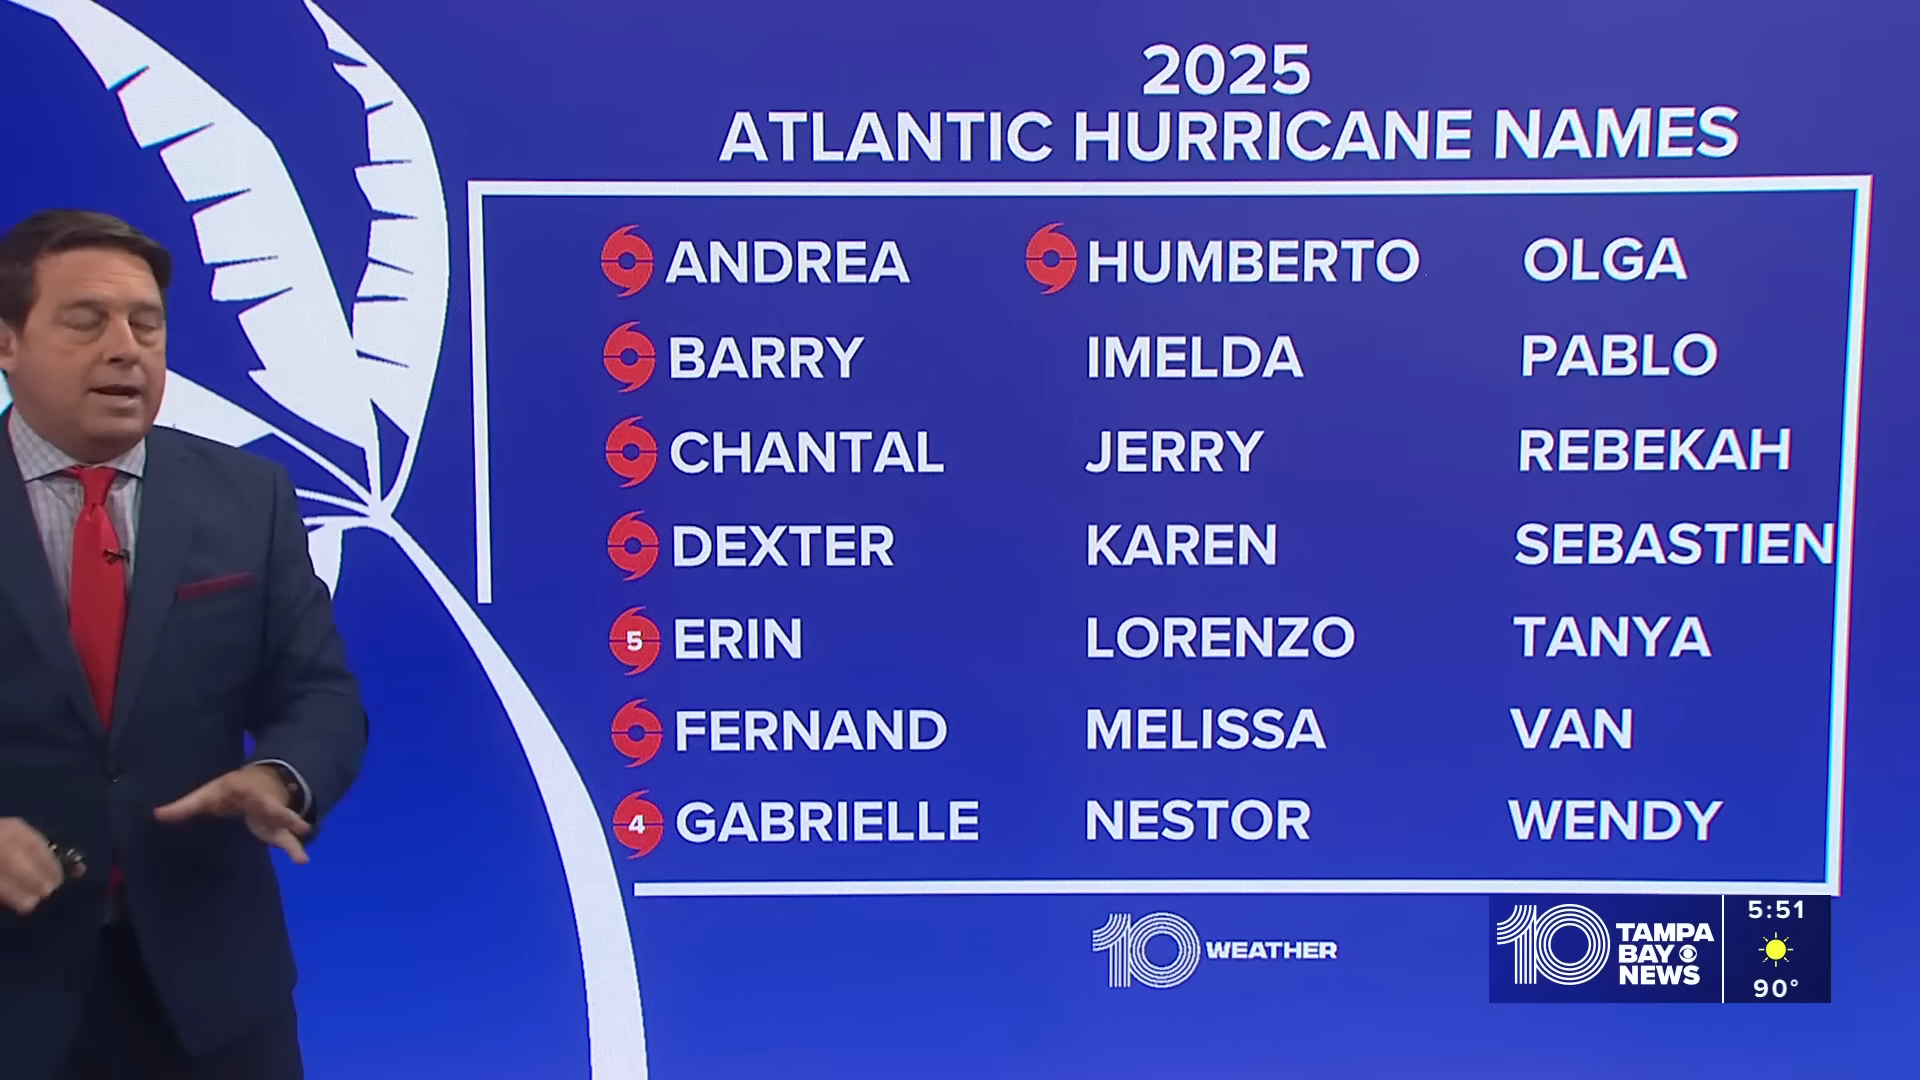 2025
ATLANTIC HURRICANE NAMES
ANDREA
BARRY
CHANTAL
DEXTER
5 ERIN
FERNAND
4 GABRIELLE
HUMBERTO
IMELDA
JERRY
KAREN
LORENZO
MELISSA
NESTOR
OLGA
PABLO
REBEKAH
SEBASTIEN
TANYA
VAN
WENDY
10 WEATHER
10 TAMPA
BAY
NEWS
5:51
90°